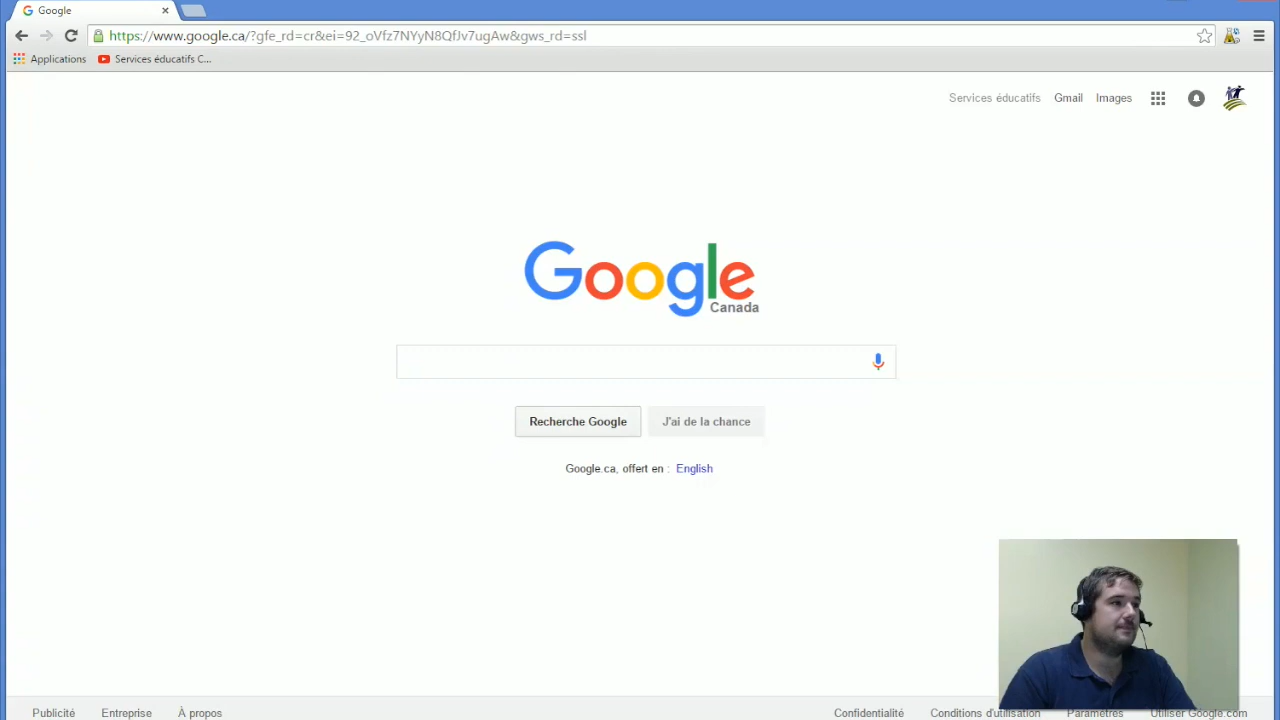 Google
https://www.google.ca/?gfe_rd=cr&ei=92_oVfz7NYyN8QfJv7ugAw&gws_rd=ssl
Applications Services éducatifs C...
Services éducatifs Gmail Images
Google
Canada
Recherche Google J'ai de la chance
Google.ca, offert en : English
Publicité Entreprise À propos Confidentialité Conditions d'utilisation Paramètres Utiliser Google.com